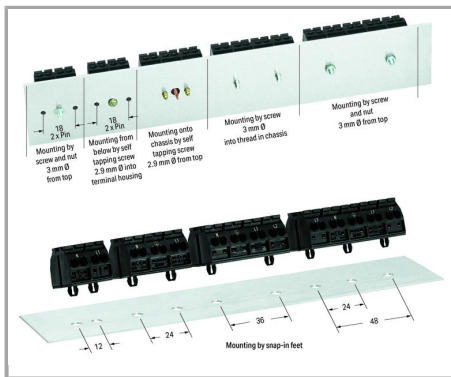 18
2 x Pin
18
2 x Pin
Mounting by
screw and nut
3 mm Ø
from top
Mounting from
below by self
tapping screw
2.9 mm Ø into
terminal housing
Mounting onto
chassis by self
tapping screw
2.9 mm Ø from top
Mounting by screw
3 mm Ø
into thread in chassis
Mounting by screw
and nut
3 mm Ø from top
12
24
36
24
48
Mounting by snap-in feet